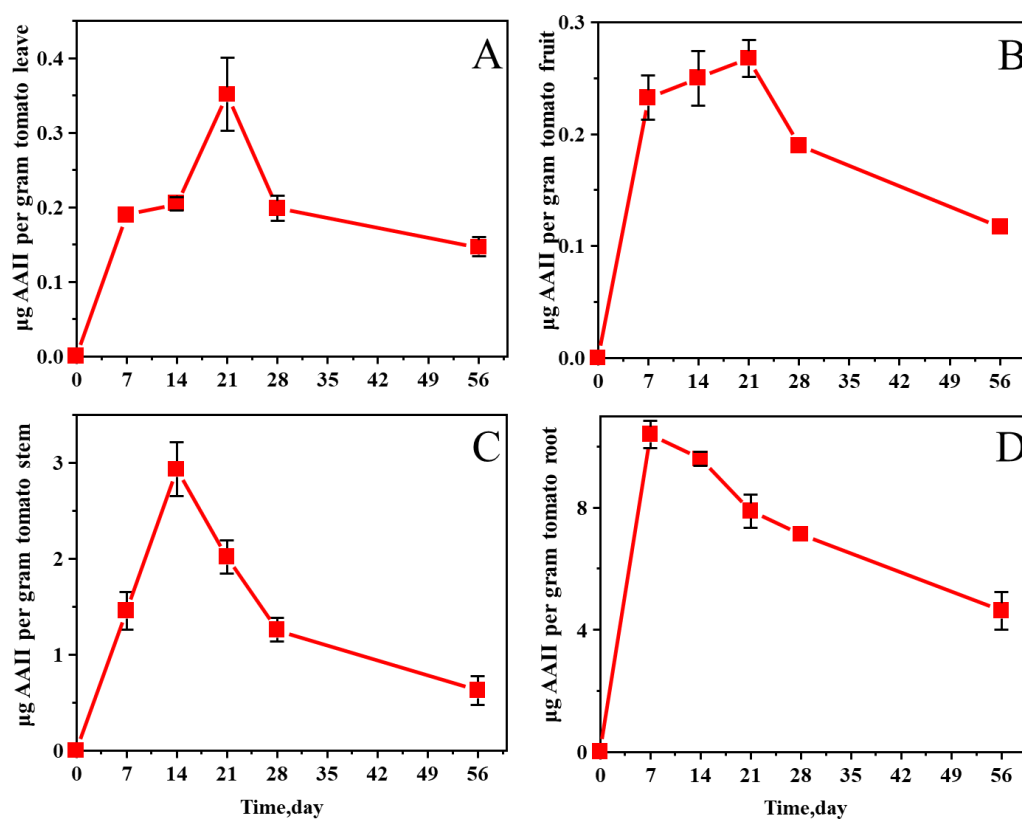 A
µg AAII per gram tomato leave
0.4
0.3
0.2
0.1
0.0
0 7 14 21 28 35 42 49 56
B
µg AAII per gram tomato fruit
0.3
0.2
0.1
0.0
0 7 14 21 28 35 42 49 56
C
µg AAII per gram tomato stem
3
2
1
0
0 7 14 21 28 35 42 49 56
Time,day
D
µg AAII per gram tomato root
8
4
0
0 7 14 21 28 35 42 49 56
Time,day